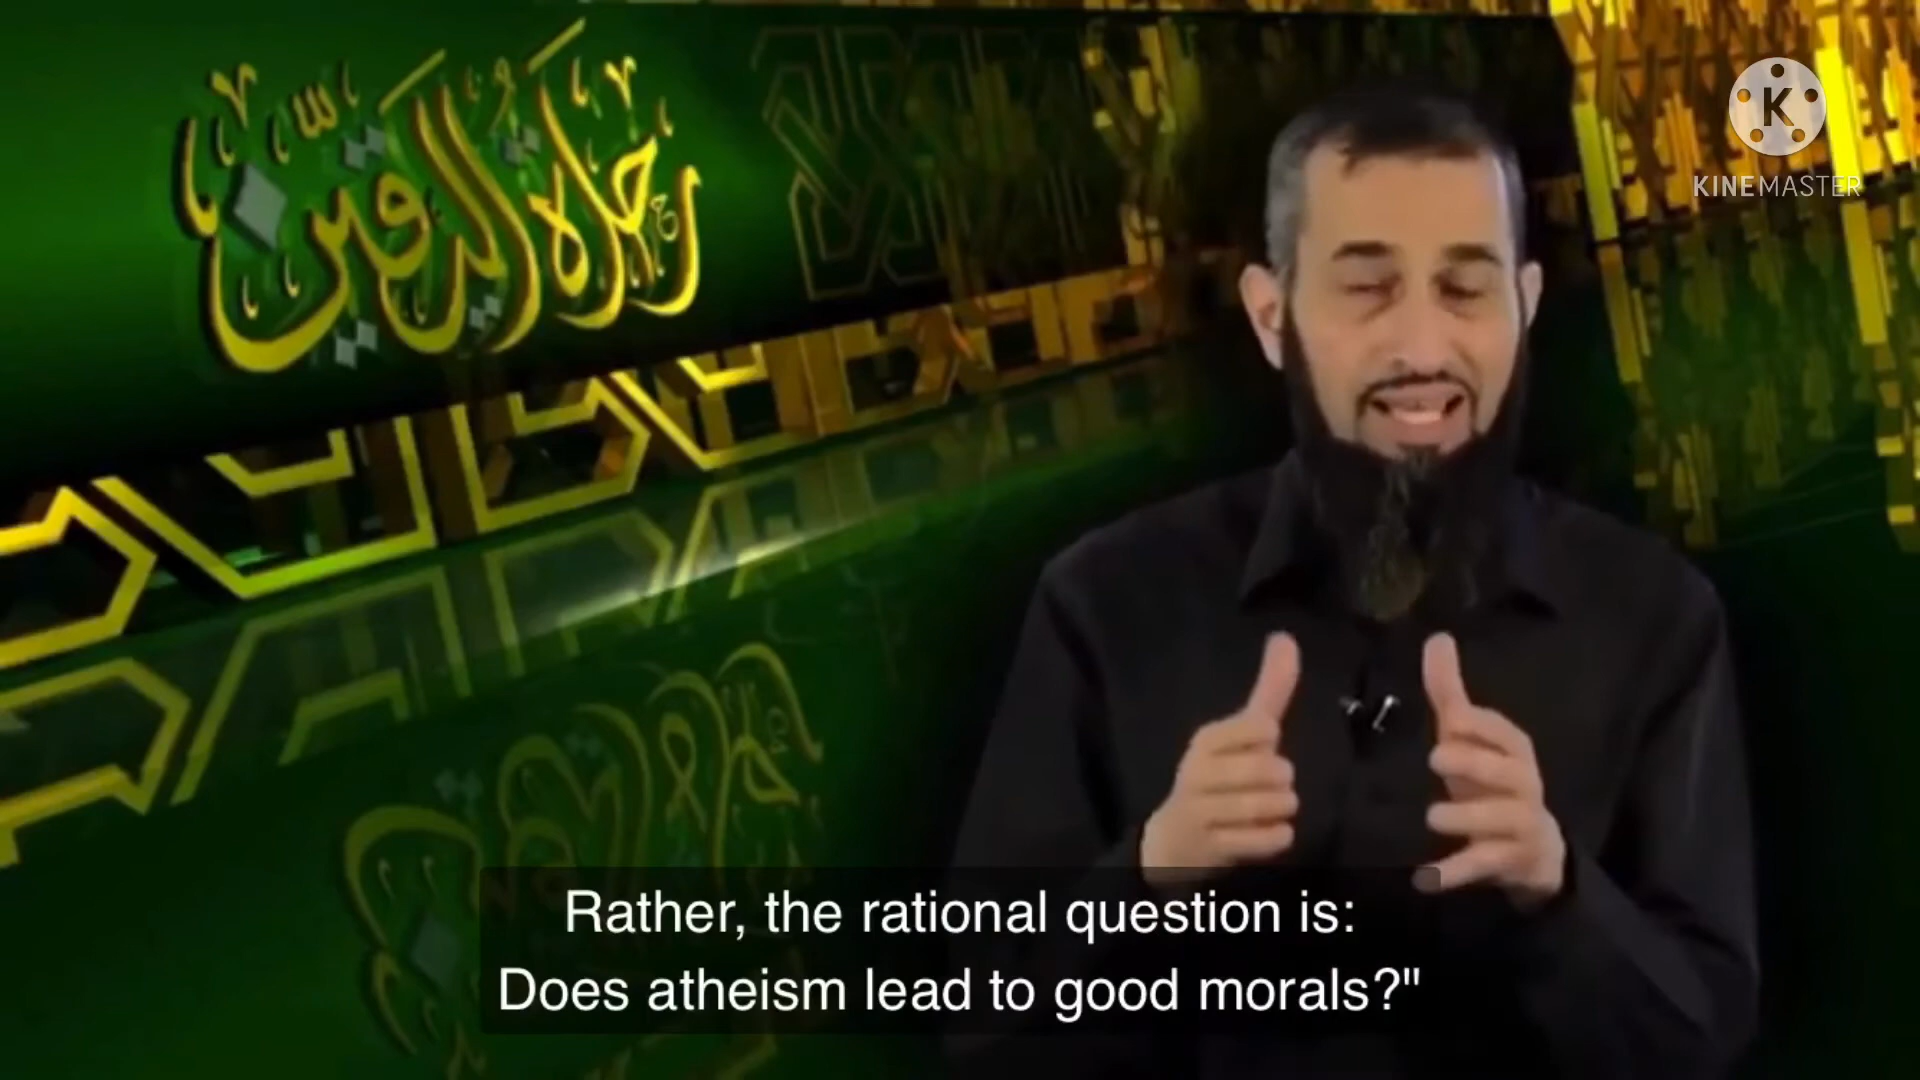 رحلة اليقين
K
KINEMASTER
Rather, the rational question is:
Does atheism lead to good morals?"